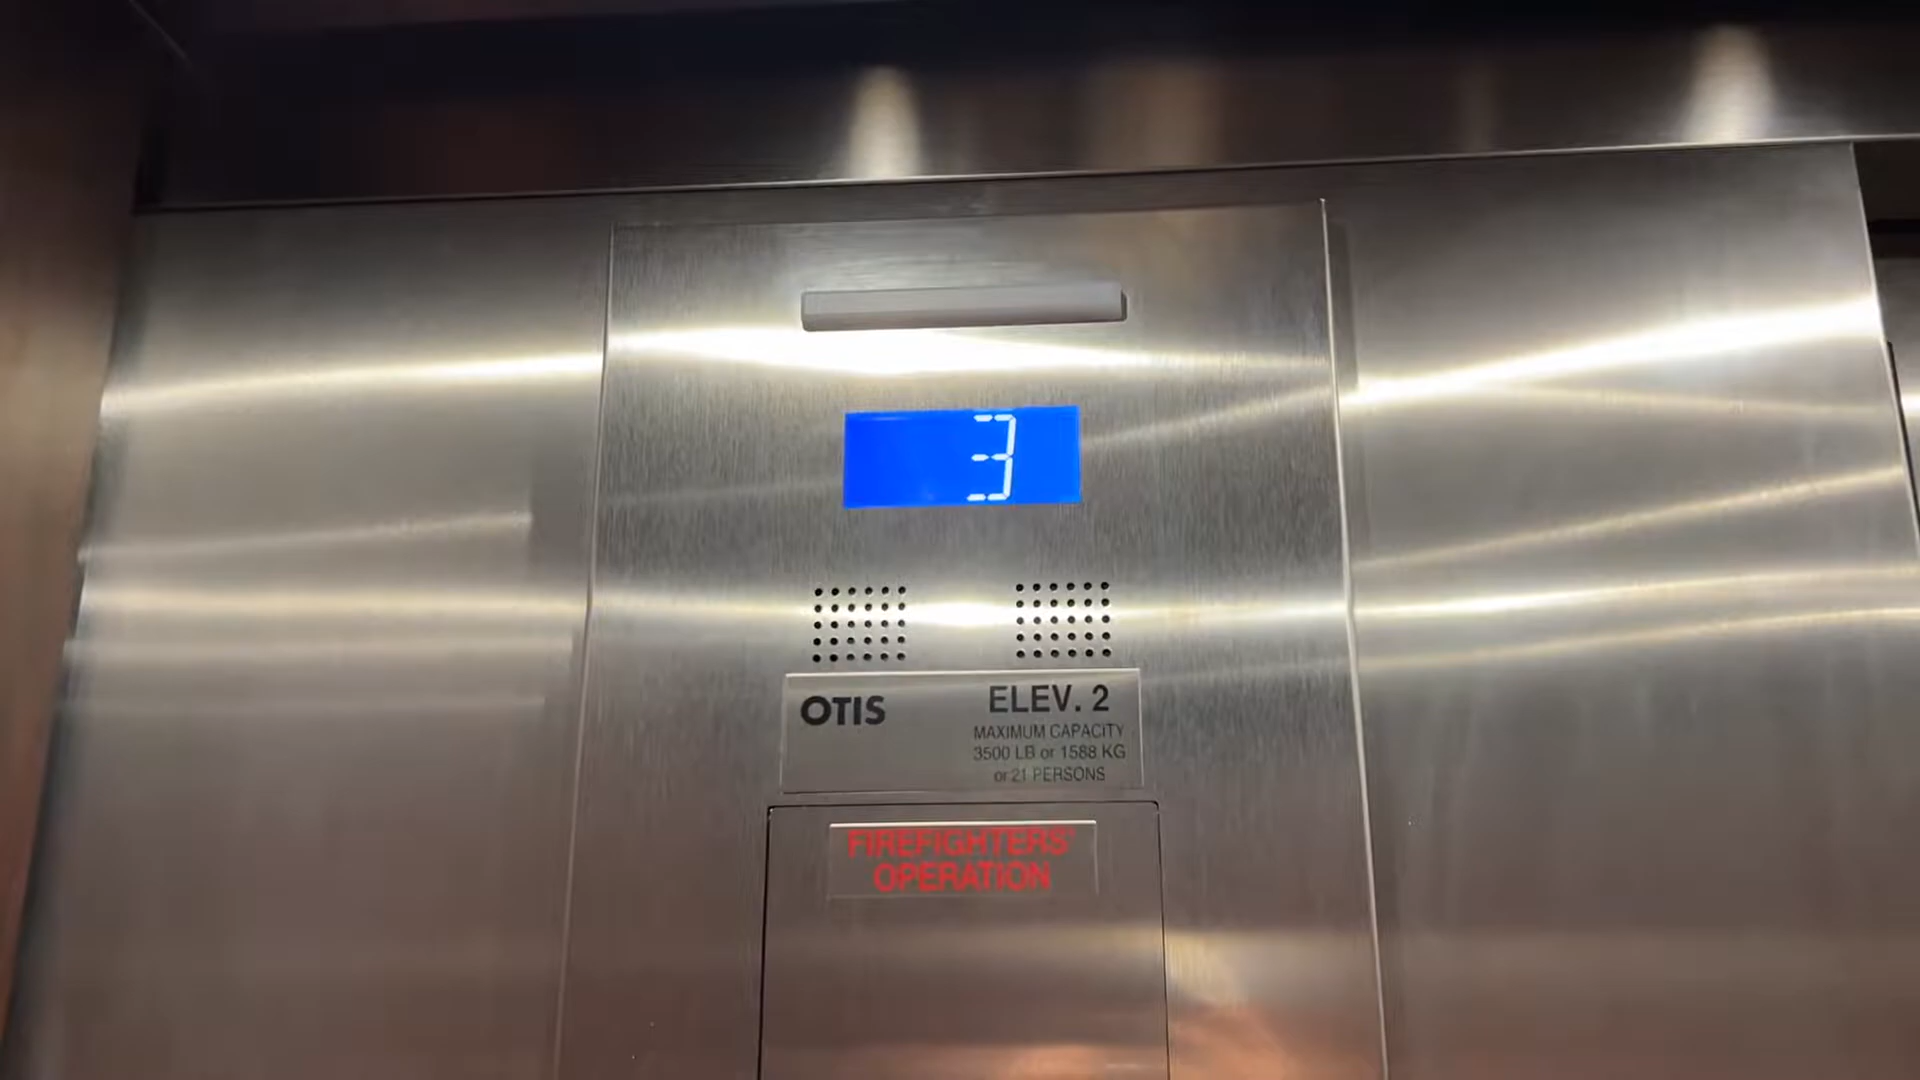 3
OTIS
ELEV. 2
MAXIMUM CAPACITY
3500 LB or 1588 KG
or 21 PERSONS
FIREFIGHTERS'
OPERATION